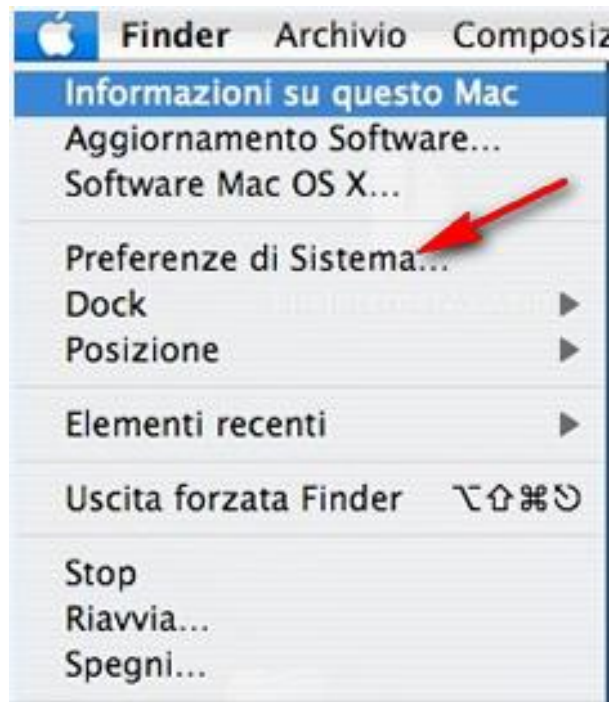 Finder Archivio Composiz
Informazioni su questo Mac
Aggiornamento Software...
Software Mac OS X...
Preferenze di Sistema...
Dock
Posizione
Elementi recenti
Uscita forzata Finder ⌥⇧⌘⎋
Stop
Riavvia...
Spegni...